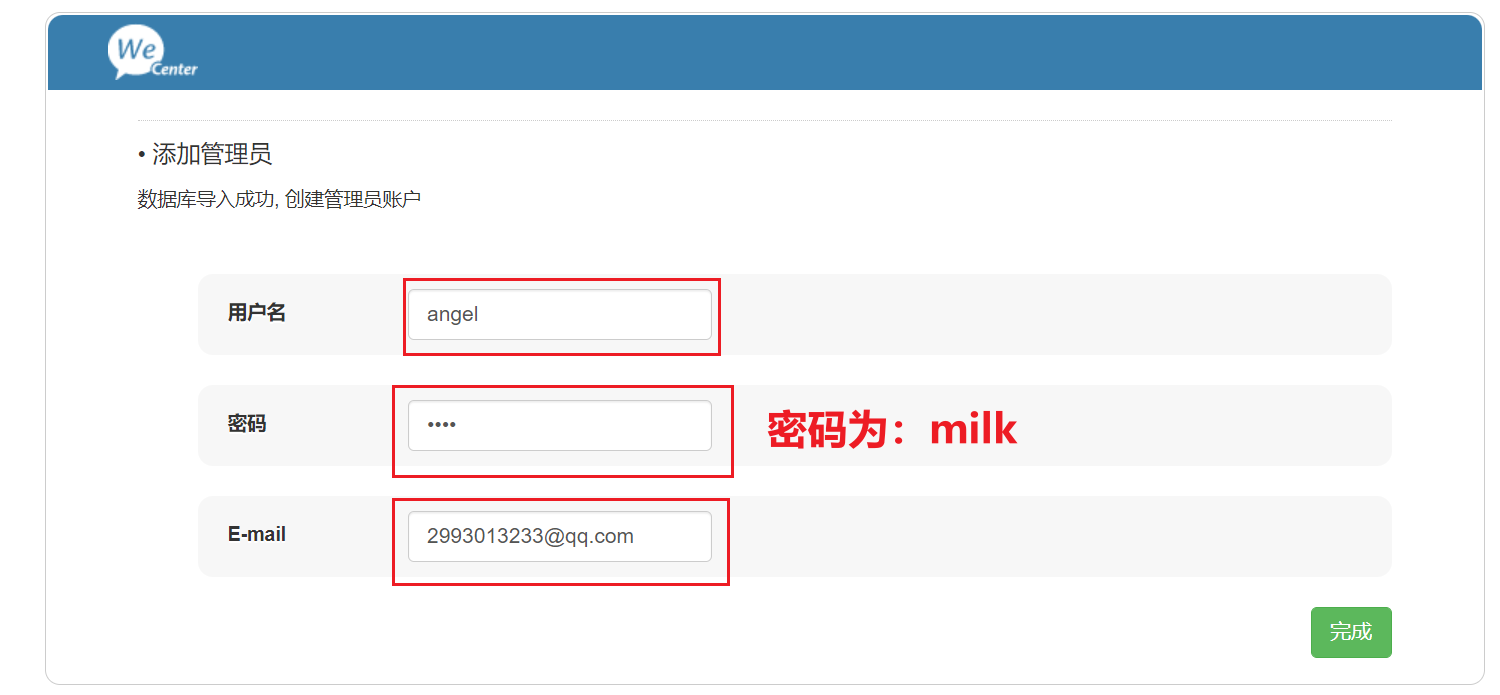 We
Center
• 添加管理员
数据库导入成功, 创建管理员账户
用户名
angel
密码
••••
密码为：milk
E-mail
2993013233@qq.com
完成